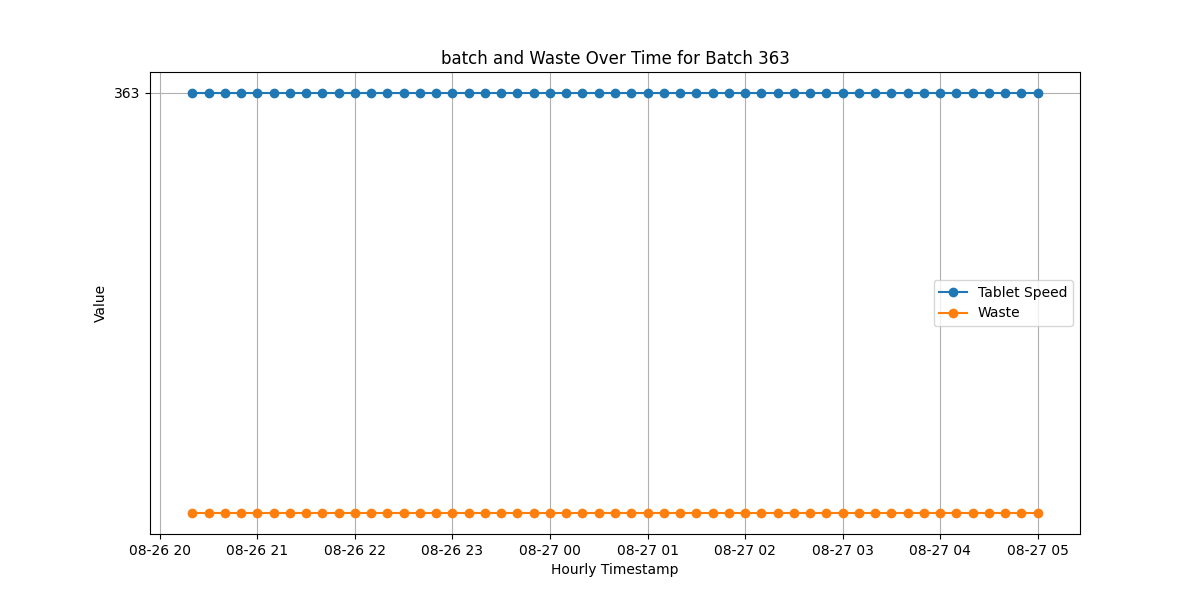 batch and Waste Over Time for Batch 363
363
Value
Tablet Speed
Waste
08-26 20 08-26 21 08-26 22 08-26 23 08-27 00 08-27 01 08-27 02 08-27 03 08-27 04 08-27 05
Hourly Timestamp